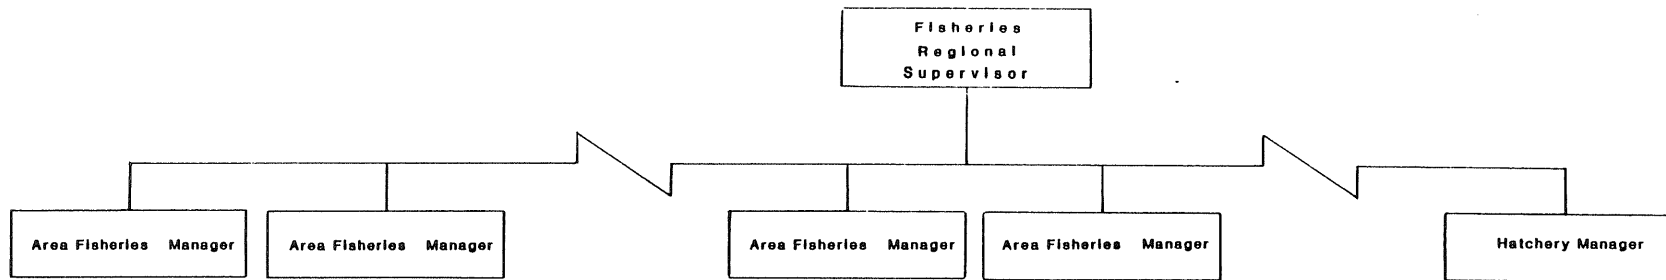 Fisheries
Regional
Supervisor
Area Fisheries Manager
Area Fisheries Manager
Area Fisheries Manager
Area Fisheries Manager
Hatchery Manager